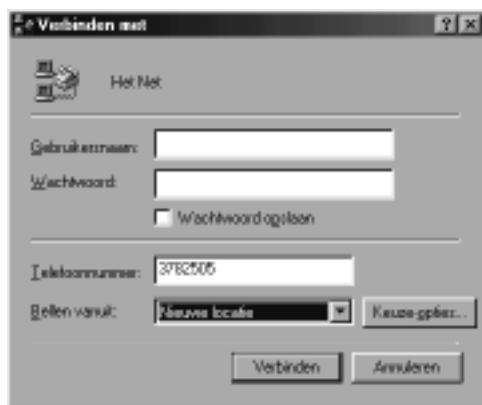 Verbinden met
Het Net
Gebruikersnaam:
Wachtwoord:
Wachtwoord opslaan
Telefoonnummer: 3782505
Bellen vanuit: Nieuwe locatie Keuze-opties...
Verbinden Annuleren